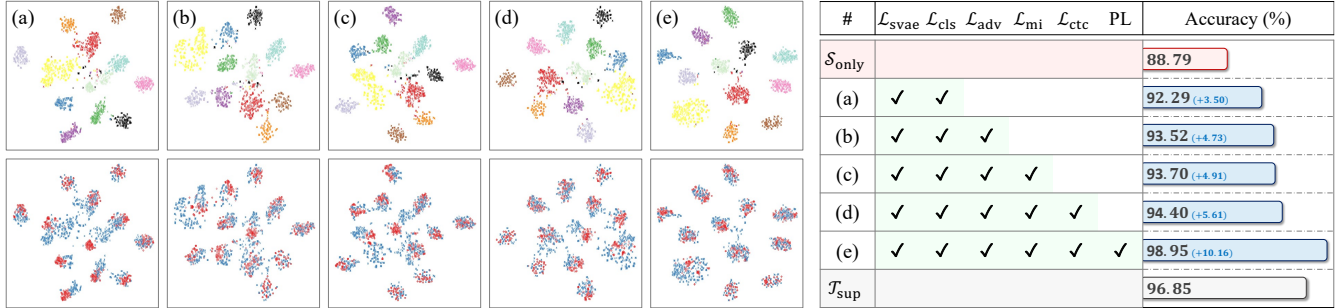 (a) (b) (c) (d) (e)
# ℒsvae ℒcls ℒadv ℒmi ℒctc PL Accuracy (%)
𝒮only 88.79
(a) ✓ ✓ 92.29 (+3.50)
(b) ✓ ✓ ✓ 93.52 (+4.73)
(c) ✓ ✓ ✓ ✓ 93.70 (+4.91)
(d) ✓ ✓ ✓ ✓ ✓ 94.40 (+5.61)
(e) ✓ ✓ ✓ ✓ ✓ ✓ 98.95 (+10.16)
𝒯sup 96.85